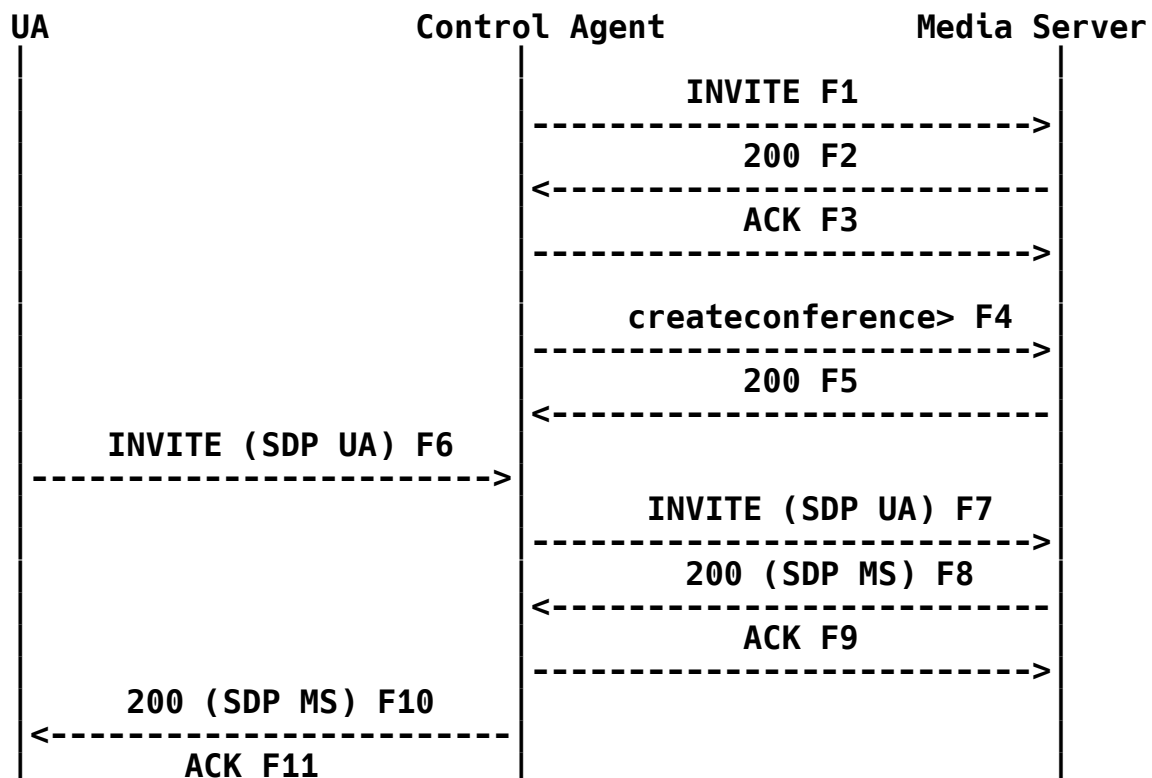 UA Control Agent Media Server
INVITE F1
200 F2
ACK F3
createconference> F4
200 F5
INVITE (SDP UA) F6
INVITE (SDP UA) F7
200 (SDP MS) F8
ACK F9
200 (SDP MS) F10
ACK F11